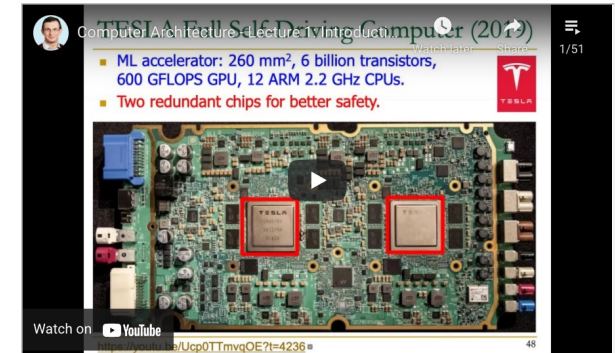 Computer Architecture - Lecture 1: Introducti...
Watch later
Share
1/51
TESLA Full Self-Driving Computer (2019)
ML accelerator: 260 mm², 6 billion transistors,
600 GFLOPS GPU, 12 ARM 2.2 GHz CPUs.
Two redundant chips for better safety.
TESLA
TESLA
TESLA
Watch on YouTube
https://youtu.be/Ucp0TTmvqOE?t=4236
48